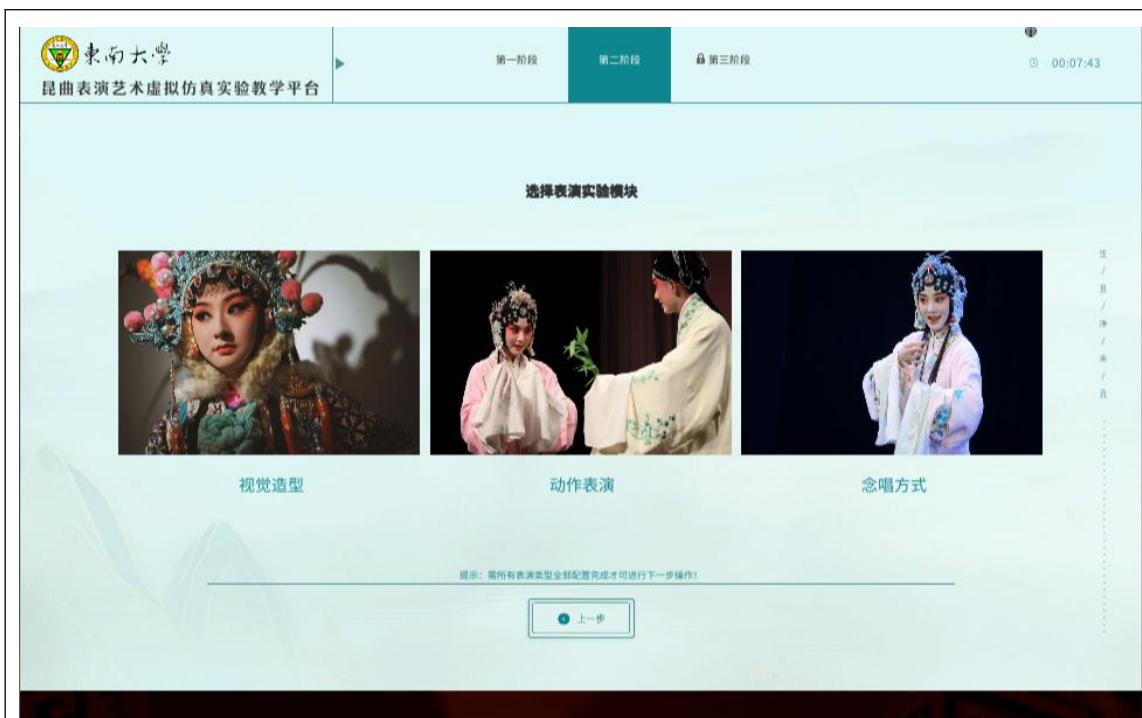 東南大學
昆曲表演艺术虚拟仿真实验教学平台
第一阶段
第二阶段
第三阶段
00:07:43
选择表演实验模块
视觉造型
动作表演
念唱方式
生/旦/净/末/丑
提示：需所有表演类型全部配置完成才可进行下一步操作！
上一步